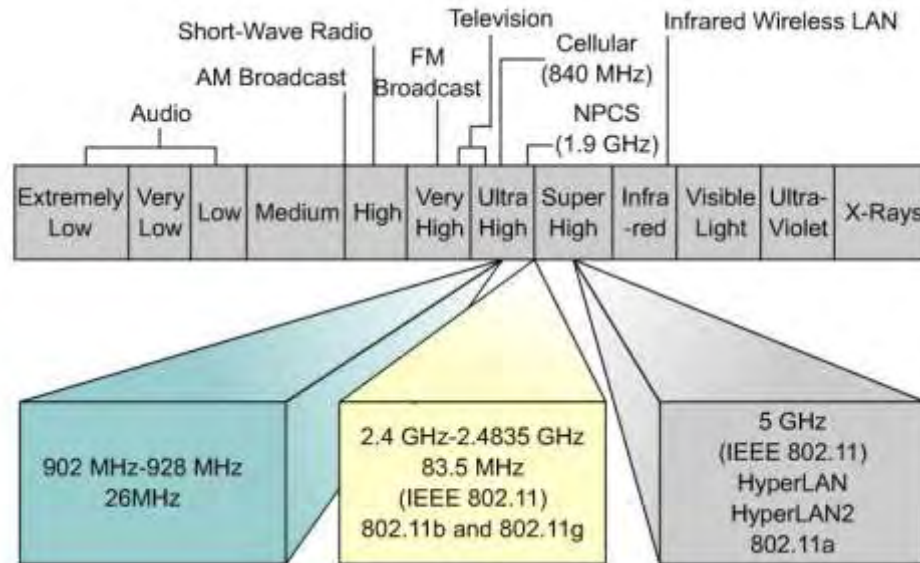 Television
Infrared Wireless LAN
Short-Wave Radio
Cellular
(840 MHz)
FM
Broadcast
AM Broadcast
NPCS
(1.9 GHz)
Audio
Extremely
Low
Very
Low
Low
Medium
High
Very
High
Ultra
High
Super
High
Infra
-red
Visible
Light
Ultra-
Violet
X-Rays
902 MHz-928 MHz
26MHz
2.4 GHz-2.4835 GHz
83.5 MHz
(IEEE 802.11)
802.11b and 802.11g
5 GHz
(IEEE 802.11)
HyperLAN
HyperLAN2
802.11a